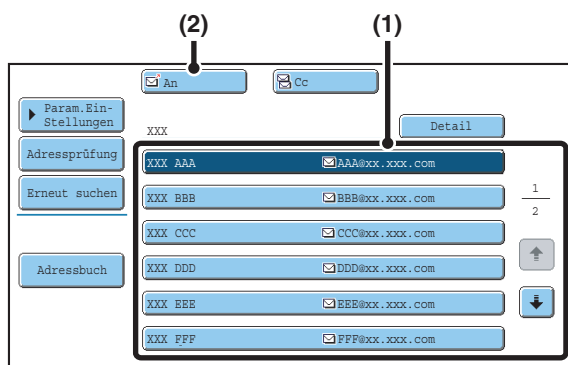 (2) (1)
An Cc
Param.Ein-
Stellungen
XXX Detail
Adressprüfung
XXX AAA AAA@xx.xxx.com
Erneut suchen
XXX BBB BBB@xx.xxx.com
1
2
XXX CCC CCC@xx.xxx.com
Adressbuch
XXX DDD DDD@xx.xxx.com
XXX EEE EEE@xx.xxx.com
XXX FFF FFF@xx.xxx.com